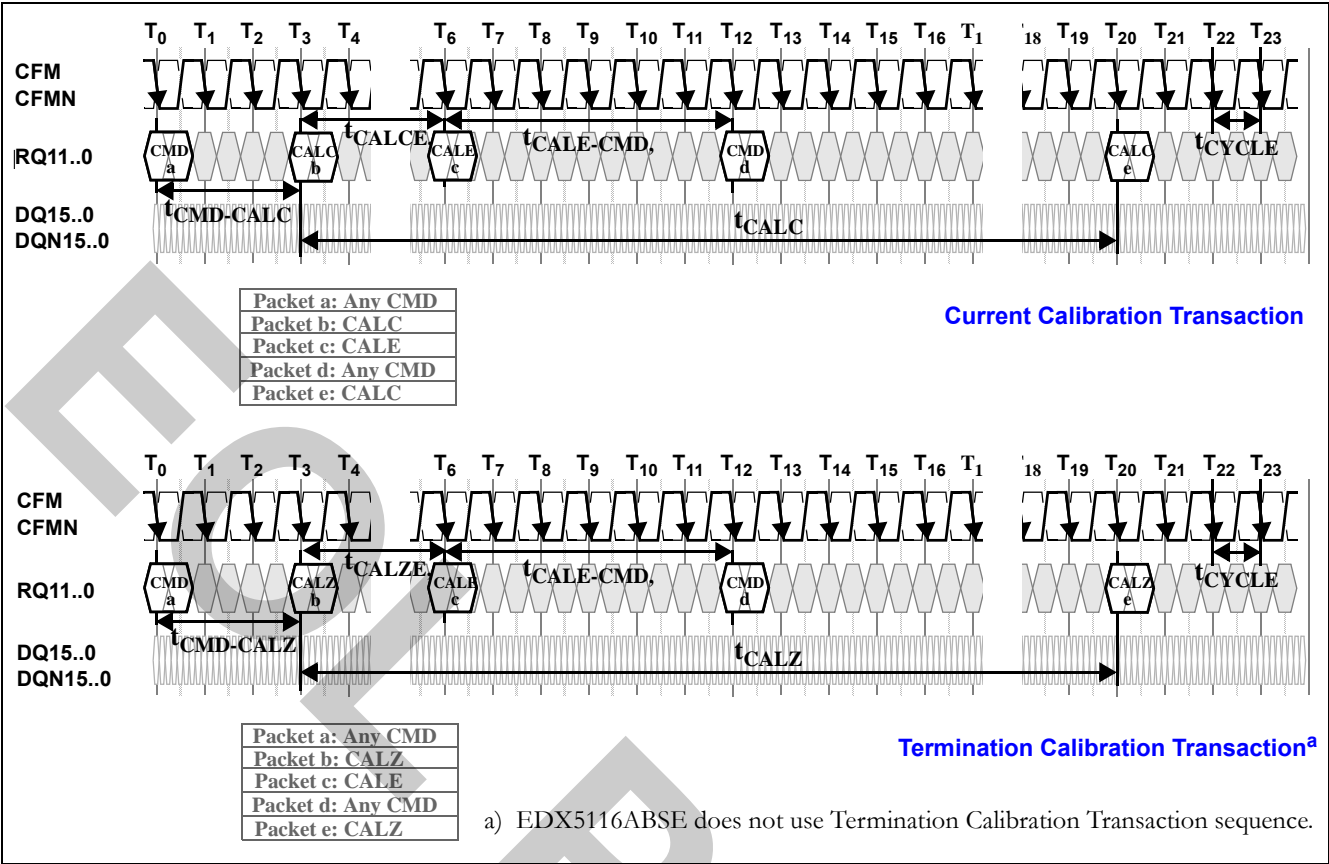 T0 T1 T2 T3 T4 T6 T7 T8 T9 T10 T11 T12 T13 T14 T15 T16 T1 18 T19 T20 T21 T22 T23
CFM
CFMN
tCALCE, tCALE-CMD, tCYCLE
RQ11..0 CMD a CALC b CALE c CMD d CALC e
tCMD-CALC
DQ15..0
DQN15..0
tCALC
Packet a: Any CMD
Packet b: CALC
Packet c: CALE
Packet d: Any CMD
Packet e: CALC
Current Calibration Transaction
T0 T1 T2 T3 T4 T6 T7 T8 T9 T10 T11 T12 T13 T14 T15 T16 T1 18 T19 T20 T21 T22 T23
CFM
CFMN
tCALZE, tCALE-CMD, tCYCLE
RQ11..0 CMD a CALZ b CALE c CMD d CALZ e
tCMD-CALZ
DQ15..0
DQN15..0
tCALZ
Packet a: Any CMD
Packet b: CALZ
Packet c: CALE
Packet d: Any CMD
Packet e: CALZ
Termination Calibration Transactionᵃ
a) EDX5116ABSE does not use Termination Calibration Transaction sequence.
EOL P